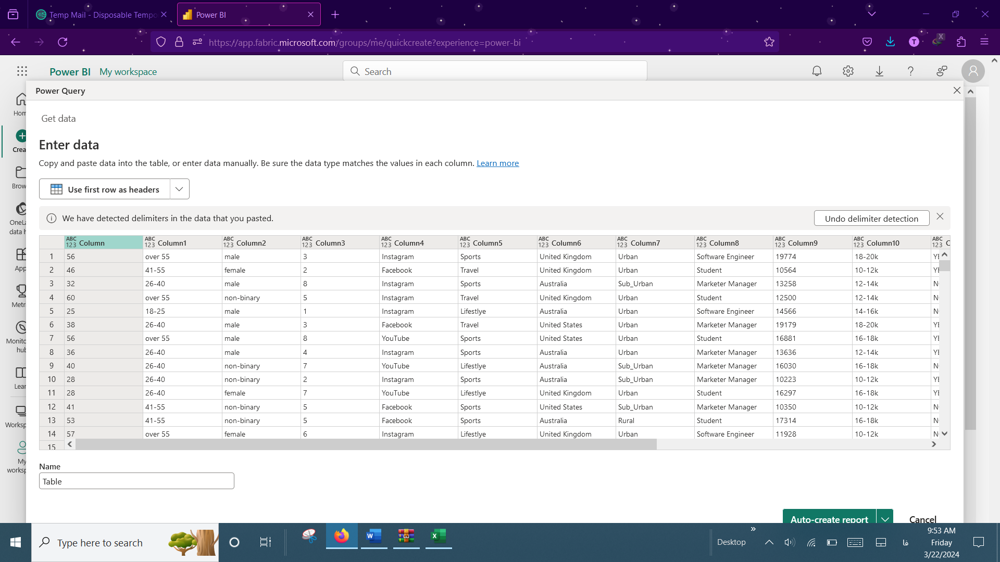 Temp Mail - Disposable Tempo
Power BI
https://app.fabric.microsoft.com/groups/me/quickcreate?experience=power-bi
T
X
Power BI My workspace
Search
Power Query
Get data
Enter data
Copy and paste data into the table, or enter data manually. Be sure the data type matches the values in each column. Learn more
Use first row as headers
We have detected delimiters in the data that you pasted.
Undo delimiter detection
Hom
Crea
Brow
OneLa
data h
App
Metri
Monito
hub
Lear
Worksp
My
worksp
ABC 123 Column ABC 123 Column1 ABC 123 Column2 ABC 123 Column3 ABC 123 Column4 ABC 123 Column5 ABC 123 Column6 ABC 123 Column7 ABC 123 Column8 ABC 123 Column9 ABC 123 Column10 ABC 123 C
1 56 over 55 male 3 Instagram Sports United Kingdom Urban Software Engineer 19774 18-20k YE
2 46 41-55 female 2 Facebook Travel United Kingdom Urban Student 10564 10-12k YE
3 32 26-40 male 8 Instagram Sports Australia Sub_Urban Marketer Manager 13258 12-14k N
4 60 over 55 non-binary 5 Instagram Travel United Kingdom Urban Student 12500 12-14k N
5 25 18-25 male 1 Instagram Lifestlye Australia Urban Software Engineer 14566 14-16k N
6 38 26-40 male 3 Facebook Travel United States Urban Marketer Manager 19179 18-20k YE
7 56 over 55 male 8 YouTube Sports United States Urban Student 16881 16-18k YE
8 36 26-40 male 4 Instagram Sports Australia Urban Marketer Manager 13636 12-14k YE
9 40 26-40 non-binary 7 YouTube Lifestlye Australia Sub_Urban Marketer Manager 16030 16-18k N
10 28 26-40 non-binary 2 Instagram Sports Australia Sub_Urban Marketer Manager 10223 10-12k YE
11 28 26-40 female 7 YouTube Lifestlye United Kingdom Urban Student 16297 16-18k YE
12 41 41-55 non-binary 5 Facebook Sports United States Sub_Urban Marketer Manager 10350 10-12k N
13 53 41-55 non-binary 5 Facebook Sports Australia Rural Student 17314 16-18k N
14 57 over 55 female 6 Instagram Lifestlye United Kingdom Urban Software Engineer 11928 10-12k N
15
Name
Table
Auto-create report
Cancel
Type here to search
Desktop
فا
9:53 AM
Friday
3/22/2024